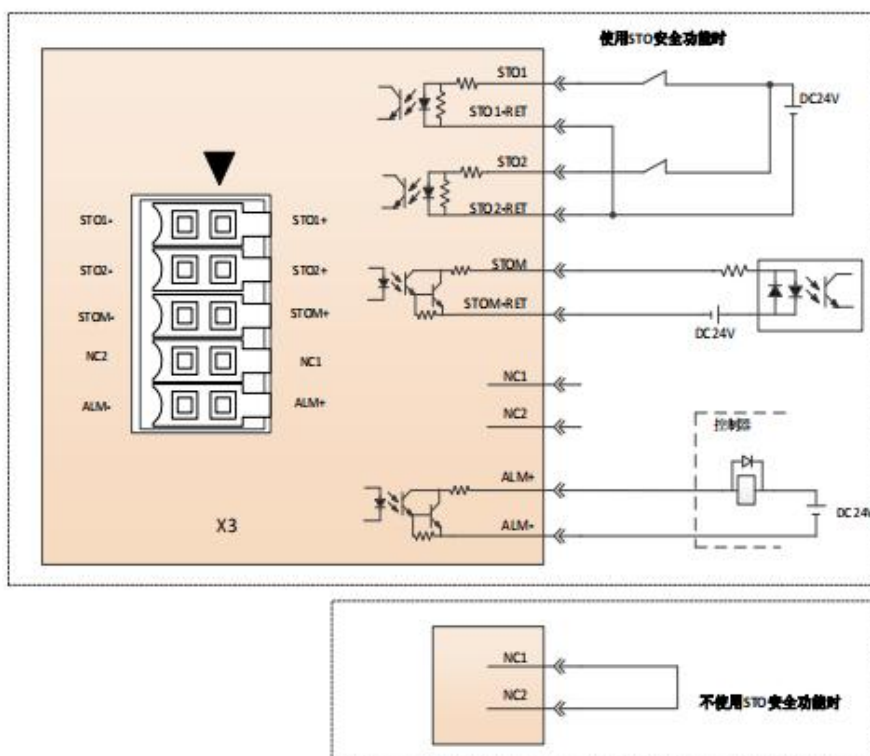 使用STO安全功能时
STO1
DC24V
STO1-RET
STO2
STO1-
STO1+
STO2-RET
STO2-
STO2+
STOM
STOM-
STOM+
STOM-RET
DC24V
NC2
NC1
NC1
ALM-
ALM+
NC2
控制器
ALM+
DC24V
X3
ALM-
NC1
NC2
不使用STO安全功能时